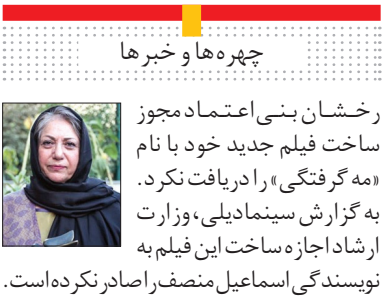 چهره‌ها و خبرها
رخشان بنی‌اعتماد مجوز
ساخت فیلم جدید خود با نام
«مه گرفتگی» را دریافت نکرد.
به گزارش سینمادیلی، وزارت
ارشاد اجازه ساخت این فیلم به
نویسندگی اسماعیل منصف را صادر نکرده است.